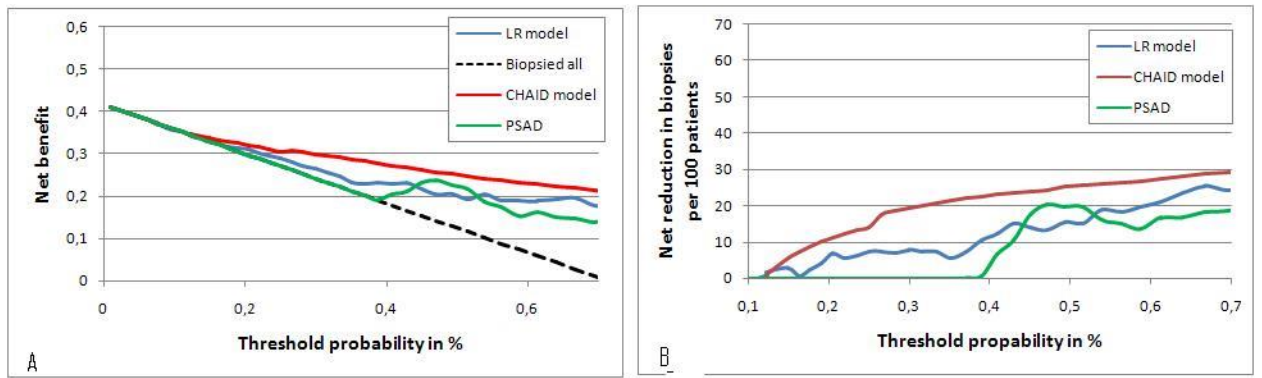 0,6
0,5
0,4
0,3
0,2
0,1
0
Net benefit
LR model
Biopsied all
CHAID model
PSAD
0 0,2 0,4 0,6
Threshold probability in %
A
70
60
50
40
30
20
10
0
Net reduction in biopsies
per 100 patients
LR model
CHAID model
PSAD
0,1 0,2 0,3 0,4 0,5 0,6 0,7
Threshold propability in %
B